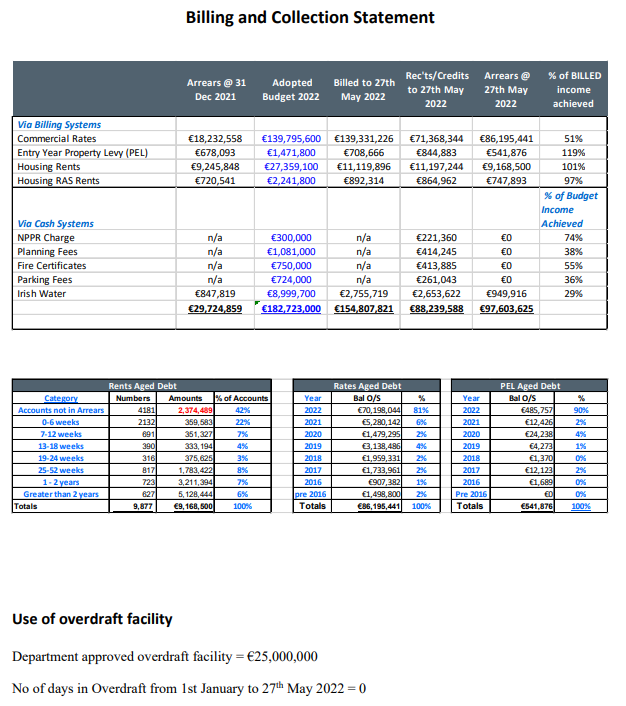 Billing and Collection Statement
Arrears @ 31 Dec 2021 Adopted Budget 2022 Billed to 27th May 2022 Rec'ts/Credits to 27th May 2022 Arrears @ 27th May 2022 % of BILLED income achieved
Via Billing Systems
Commercial Rates €18,232,558 €139,795,600 €139,331,226 €71,368,344 €86,195,441 51%
Entry Year Property Levy (PEL) €678,093 €1,471,800 €708,666 €844,883 €541,876 119%
Housing Rents €9,245,848 €27,359,100 €11,119,896 €11,197,244 €9,168,500 101%
Housing RAS Rents €720,541 €2,241,800 €892,314 €864,962 €747,893 97%
Via Cash Systems % of Budget Income Achieved
NPPR Charge n/a €300,000 n/a €221,360 €0 74%
Planning Fees n/a €1,081,000 n/a €414,245 €0 38%
Fire Certificates n/a €750,000 n/a €413,885 €0 55%
Parking Fees n/a €724,000 n/a €261,043 €0 36%
Irish Water €847,819 €8,999,700 €2,755,719 €2,653,622 €949,916 29%
€29,724,859 €182,723,000 €154,807,821 €88,239,588 €97,603,625
Rents Aged Debt
Category Numbers Amounts % of Accounts
Accounts not in Arrears 4181 2,374,489 42%
0-6 weeks 2132 359,583 22%
7-12 weeks 691 351,327 7%
13-18 weeks 390 333,194 4%
19-24 weeks 316 375,625 3%
25-52 weeks 817 1,783,422 8%
1 - 2 years 723 3,211,394 7%
Greater than 2 years 627 5,128,444 6%
Totals 9,877 €9,168,500 100%
Rates Aged Debt
Year Bal O/S %
2022 €70,198,044 81%
2021 €5,280,142 6%
2020 €1,479,295 2%
2019 €3,138,486 4%
2018 €1,959,331 2%
2017 €1,733,961 2%
2016 €907,382 1%
pre 2016 €1,498,800 2%
Totals €86,195,441 100%
PEL Aged Debt
Year Bal O/S %
2022 €485,757 90%
2021 €12,426 2%
2020 €24,238 4%
2019 €4,273 1%
2018 €1,370 0%
2017 €12,123 2%
2016 €1,689 0%
Pre 2016 €0 0%
Totals €541,876 100%
Use of overdraft facility
Department approved overdraft facility = €25,000,000
No of days in Overdraft from 1st January to 27th May 2022 = 0